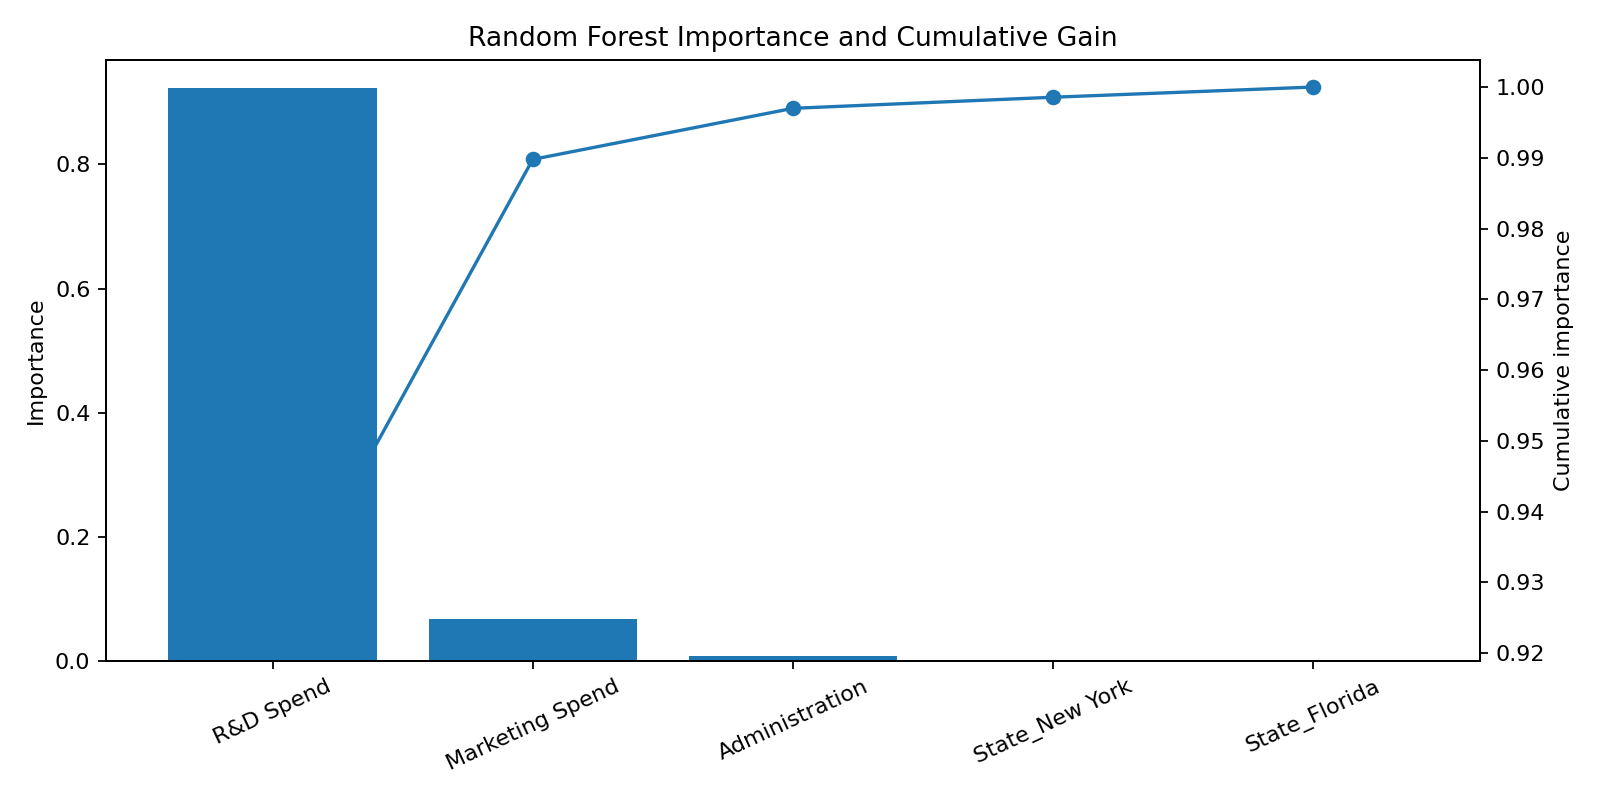 Random Forest Importance and Cumulative Gain
Importance
0.8
0.6
0.4
0.2
0.0
1.00
0.99
0.98
0.97
0.96
0.95
0.94
0.93
0.92
Cumulative importance
R&D Spend
Marketing Spend
Administration
State_New York
State_Florida